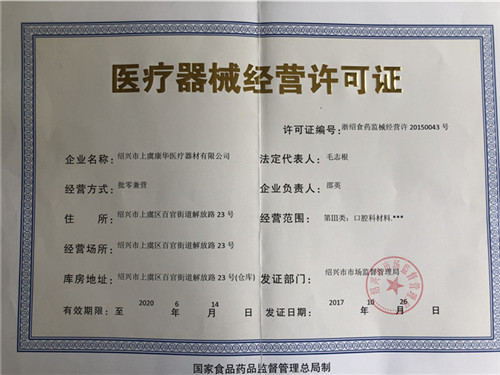 医疗器械经营许可证
许可证编号：浙绍食药监械经营许 20150043 号
企业名称：绍兴市上虞康华医疗器材有限公司 法定代表人：毛志根
经营方式：批零兼营 企业负责人：邵英
住 所：绍兴市上虞区百官街道解放路 23 号 经营范围：第III类：口腔科材料.***
经营场所：绍兴市上虞区百官街道解放路 23 号
库房地址：绍兴市上虞区百官街道解放路 23 号(仓库) 发证部门：绍兴市市场监督管理局
有效期限：至 2020 年 6 月 14 日 发证日期：2017 年 10 月 26 日
国家食品药品监督管理总局制